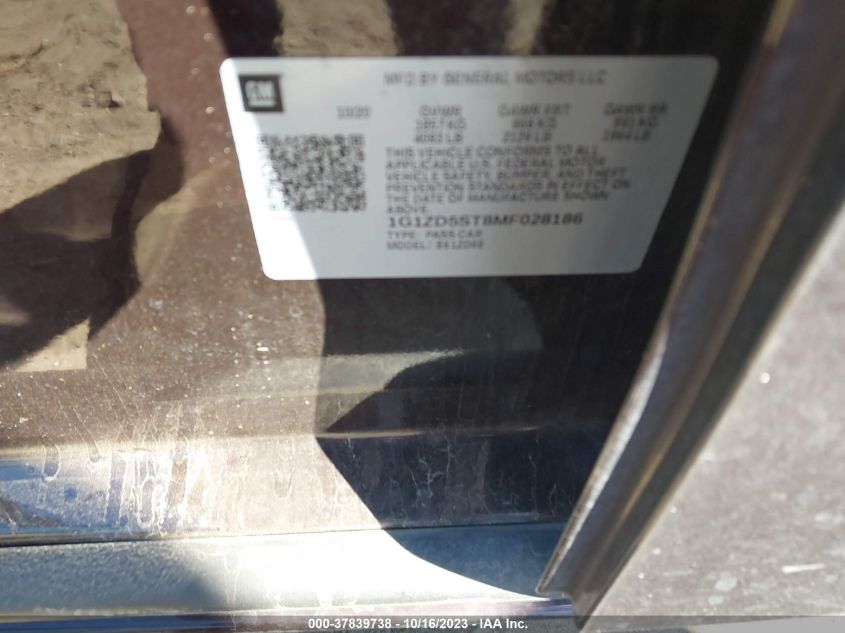 GM
MFD BY GENERAL MOTORS LLC
GVWR GAWR FRT GAWR RR
THIS VEHICLE CONFORMS TO ALL
APPLICABLE U.S. FEDERAL MOTOR
VEHICLE SAFETY, BUMPER, AND THEFT
PREVENTION STANDARDS IN EFFECT ON
THE DATE OF MANUFACTURE SHOWN
ABOVE.
1G1ZD5ST8MF028186
TYPE: PASS CAR
MODEL:
000-37839738 - 10/16/2023 - IAA Inc.